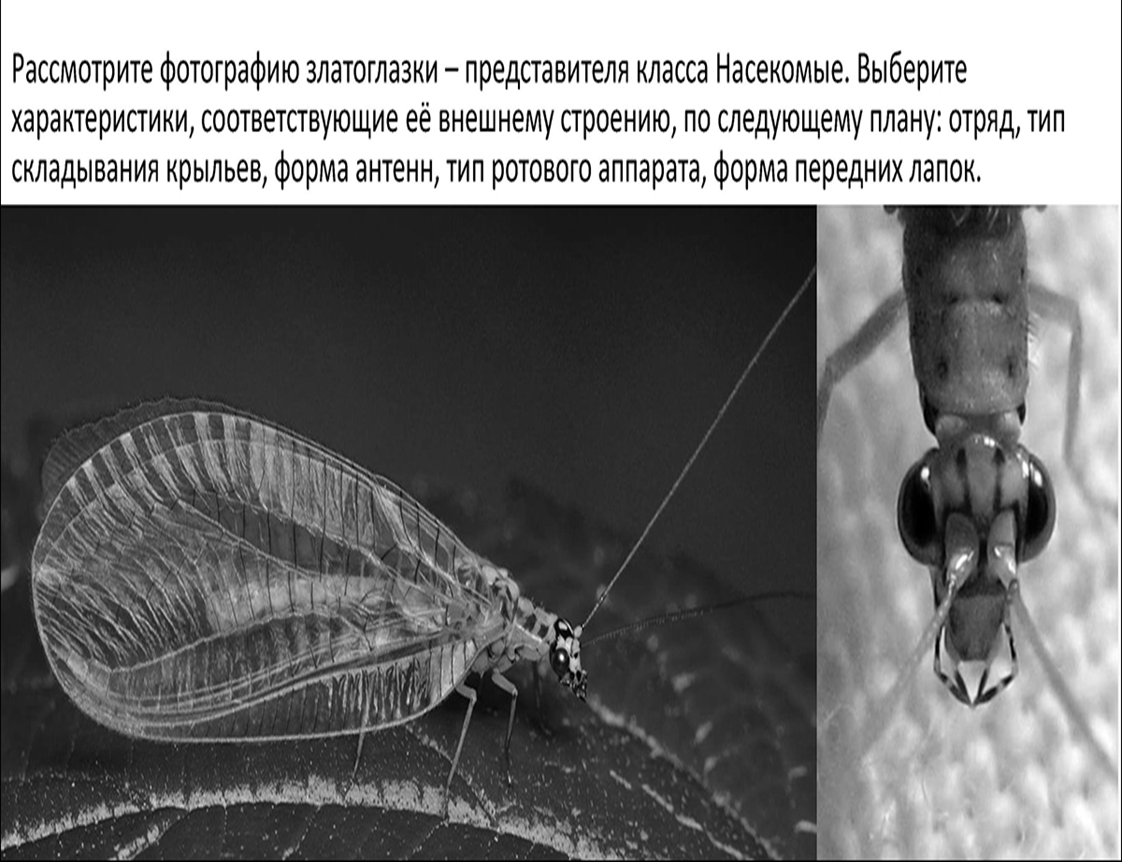 Рассмотрите фотографию златоглазки – представителя класса Насекомые. Выберите
характеристики, соответствующие её внешнему строению, по следующему плану: отряд, тип
складывания крыльев, форма антенн, тип ротового аппарата, форма передних лапок.